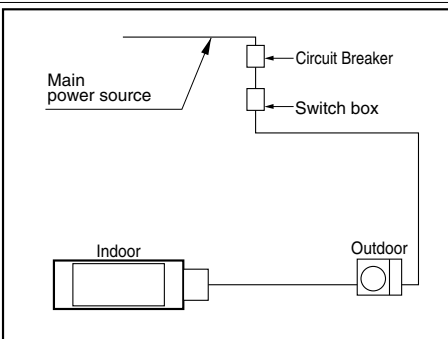 Circuit Breaker
Main
power source
Switch box
Indoor
Outdoor